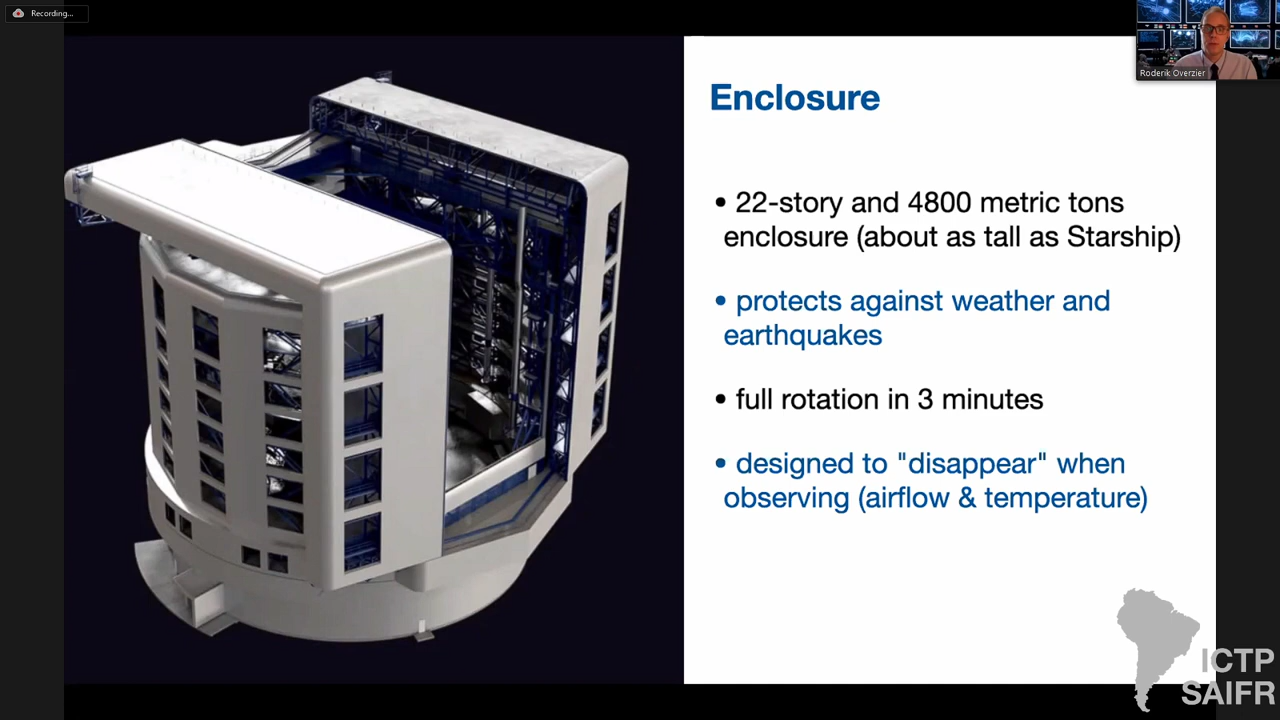 Recording...
Roderik Overzier
Enclosure
• 22-story and 4800 metric tons
enclosure (about as tall as Starship)
• protects against weather and
earthquakes
• full rotation in 3 minutes
• designed to "disappear" when
observing (airflow & temperature)
ICTP
SAIFR